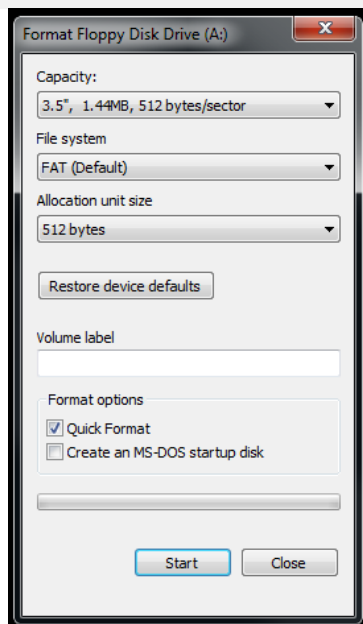 Format Floppy Disk Drive (A:)
Capacity:
3.5", 1.44MB, 512 bytes/sector
File system
FAT (Default)
Allocation unit size
512 bytes
Restore device defaults
Volume label
Format options
Quick Format
Create an MS-DOS startup disk
Start Close